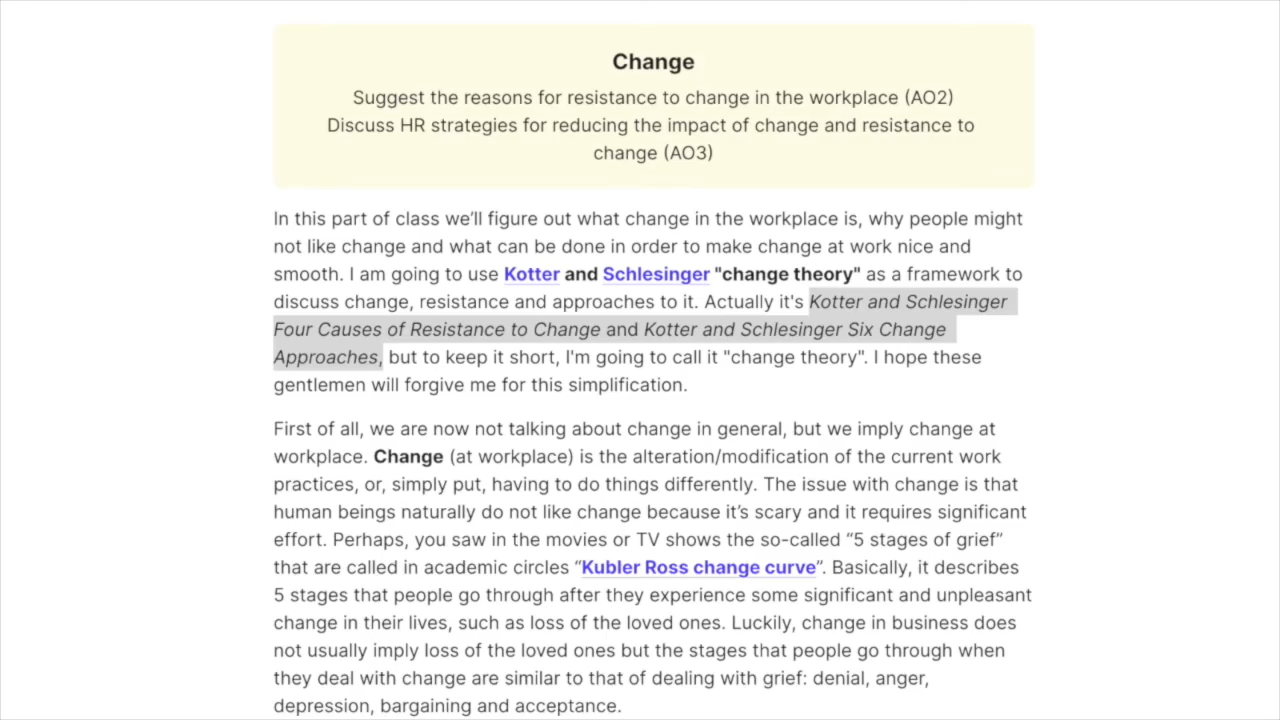 Change
Suggest the reasons for resistance to change in the workplace (AO2)
Discuss HR strategies for reducing the impact of change and resistance to
change (AO3)
In this part of class we’ll figure out what change in the workplace is, why people might
not like change and what can be done in order to make change at work nice and
smooth. I am going to use Kotter and Schlesinger "change theory" as a framework to
discuss change, resistance and approaches to it. Actually it's Kotter and Schlesinger
Four Causes of Resistance to Change and Kotter and Schlesinger Six Change
Approaches, but to keep it short, I'm going to call it "change theory". I hope these
gentlemen will forgive me for this simplification.
First of all, we are now not talking about change in general, but we imply change at
workplace. Change (at workplace) is the alteration/modification of the current work
practices, or, simply put, having to do things differently. The issue with change is that
human beings naturally do not like change because it’s scary and it requires significant
effort. Perhaps, you saw in the movies or TV shows the so-called “5 stages of grief”
that are called in academic circles “Kubler Ross change curve”. Basically, it describes
5 stages that people go through after they experience some significant and unpleasant
change in their lives, such as loss of the loved ones. Luckily, change in business does
not usually imply loss of the loved ones but the stages that people go through when
they deal with change are similar to that of dealing with grief: denial, anger,
depression, bargaining and acceptance.